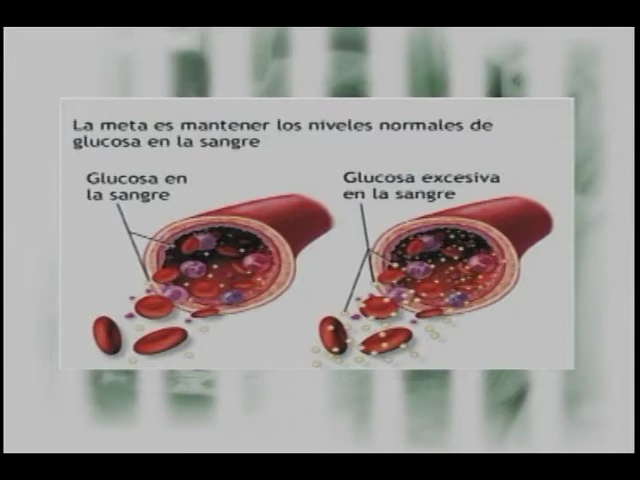 La meta es mantener los niveles normales de
glucosa en la sangre
Glucosa en
la sangre
Glucosa excesiva
en la sangre